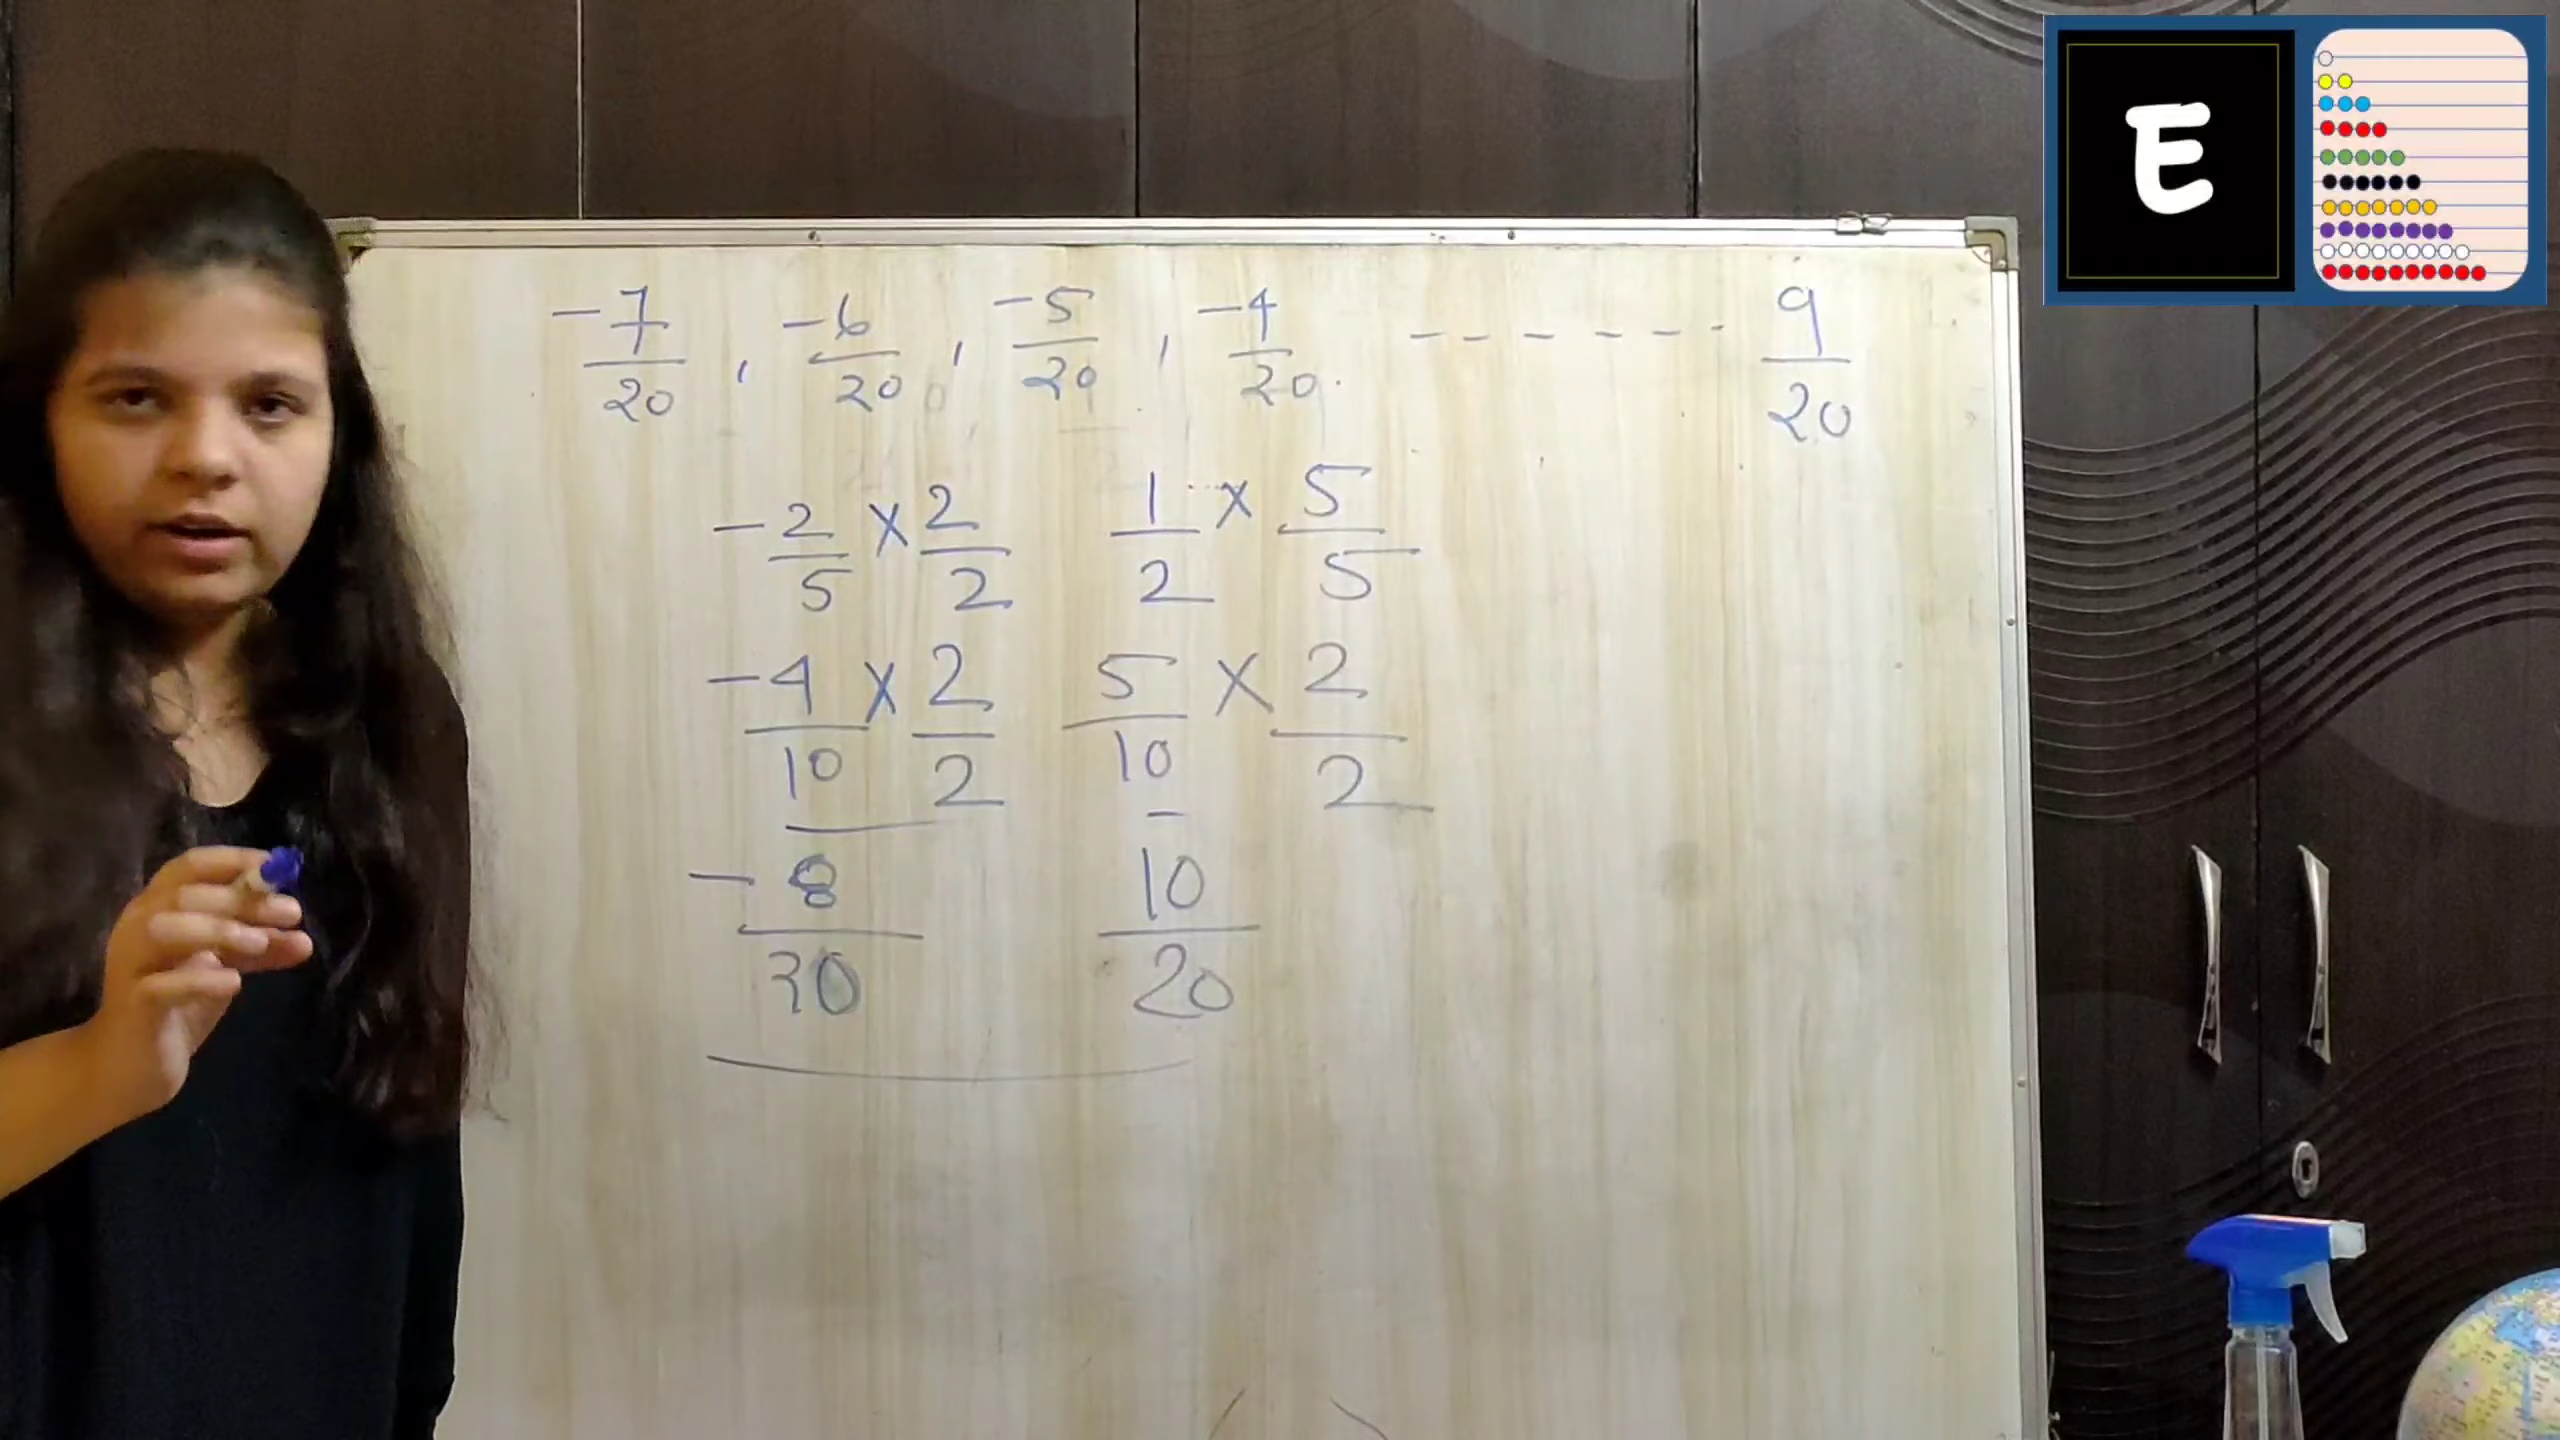 E
-7/20 , -6/20 , -5/20 , -4/20 ------ 9/20
-2/5 × 2/2   1/2 × 5/5
-4/10 × 2/2   5/10 × 2/2
-8/20   10/20